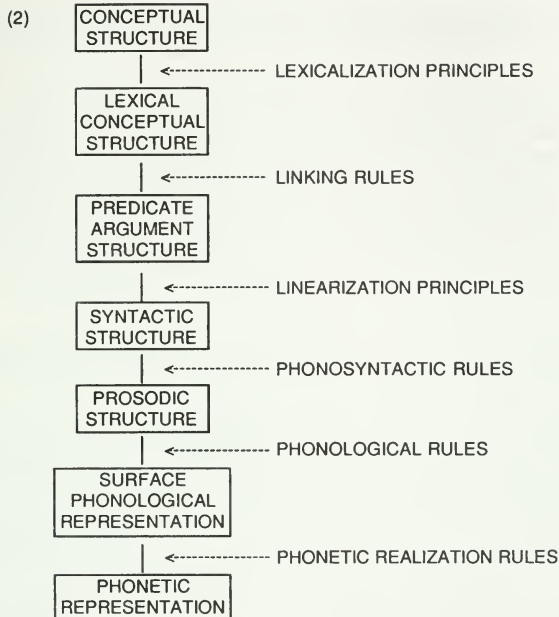 (2)
CONCEPTUAL
STRUCTURE
LEXICALIZATION PRINCIPLES
LEXICAL
CONCEPTUAL
STRUCTURE
LINKING RULES
PREDICATE
ARGUMENT
STRUCTURE
LINEARIZATION PRINCIPLES
SYNTACTIC
STRUCTURE
PHONOSYNTACTIC RULES
PROSODIC
STRUCTURE
PHONOLOGICAL RULES
SURFACE
PHONOLOGICAL
REPRESENTATION
PHONETIC REALIZATION RULES
PHONETIC
REPRESENTATION